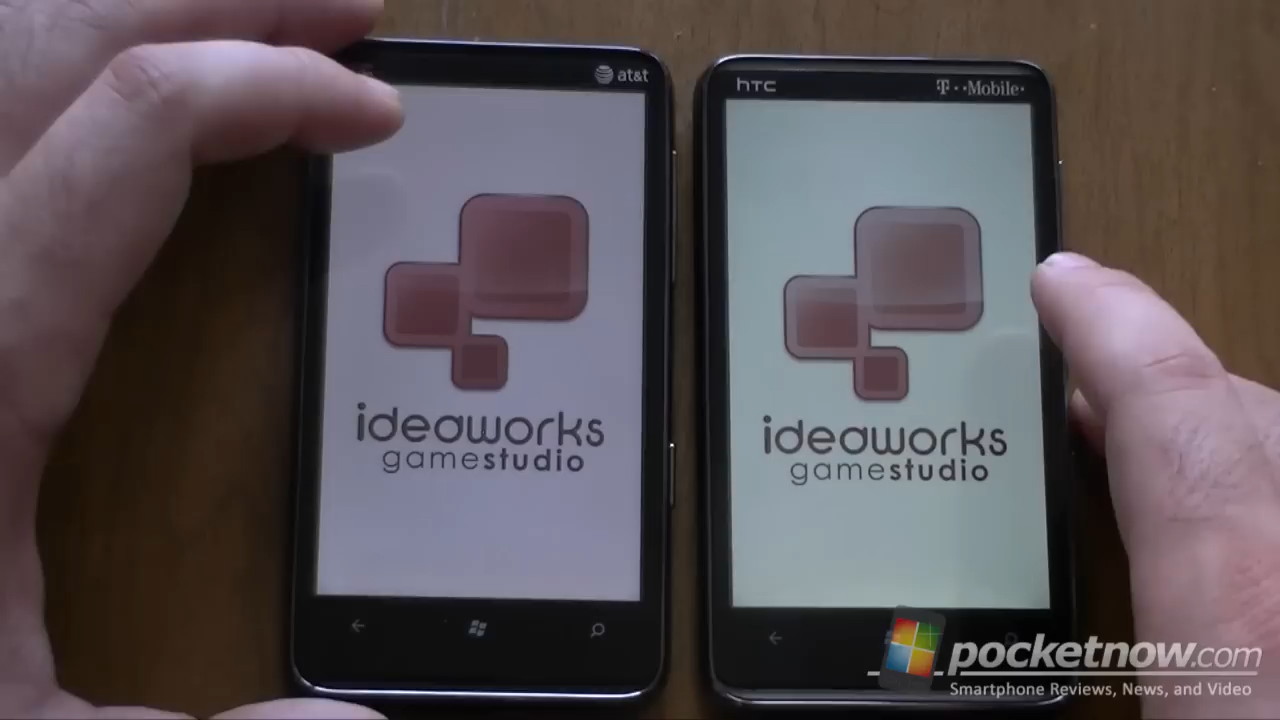 at&t
hTC
T··Mobile·
ideaworks
gamestudio
ideaworks
gamestudio
pocketnow.com
Smartphone Reviews, News, and Video